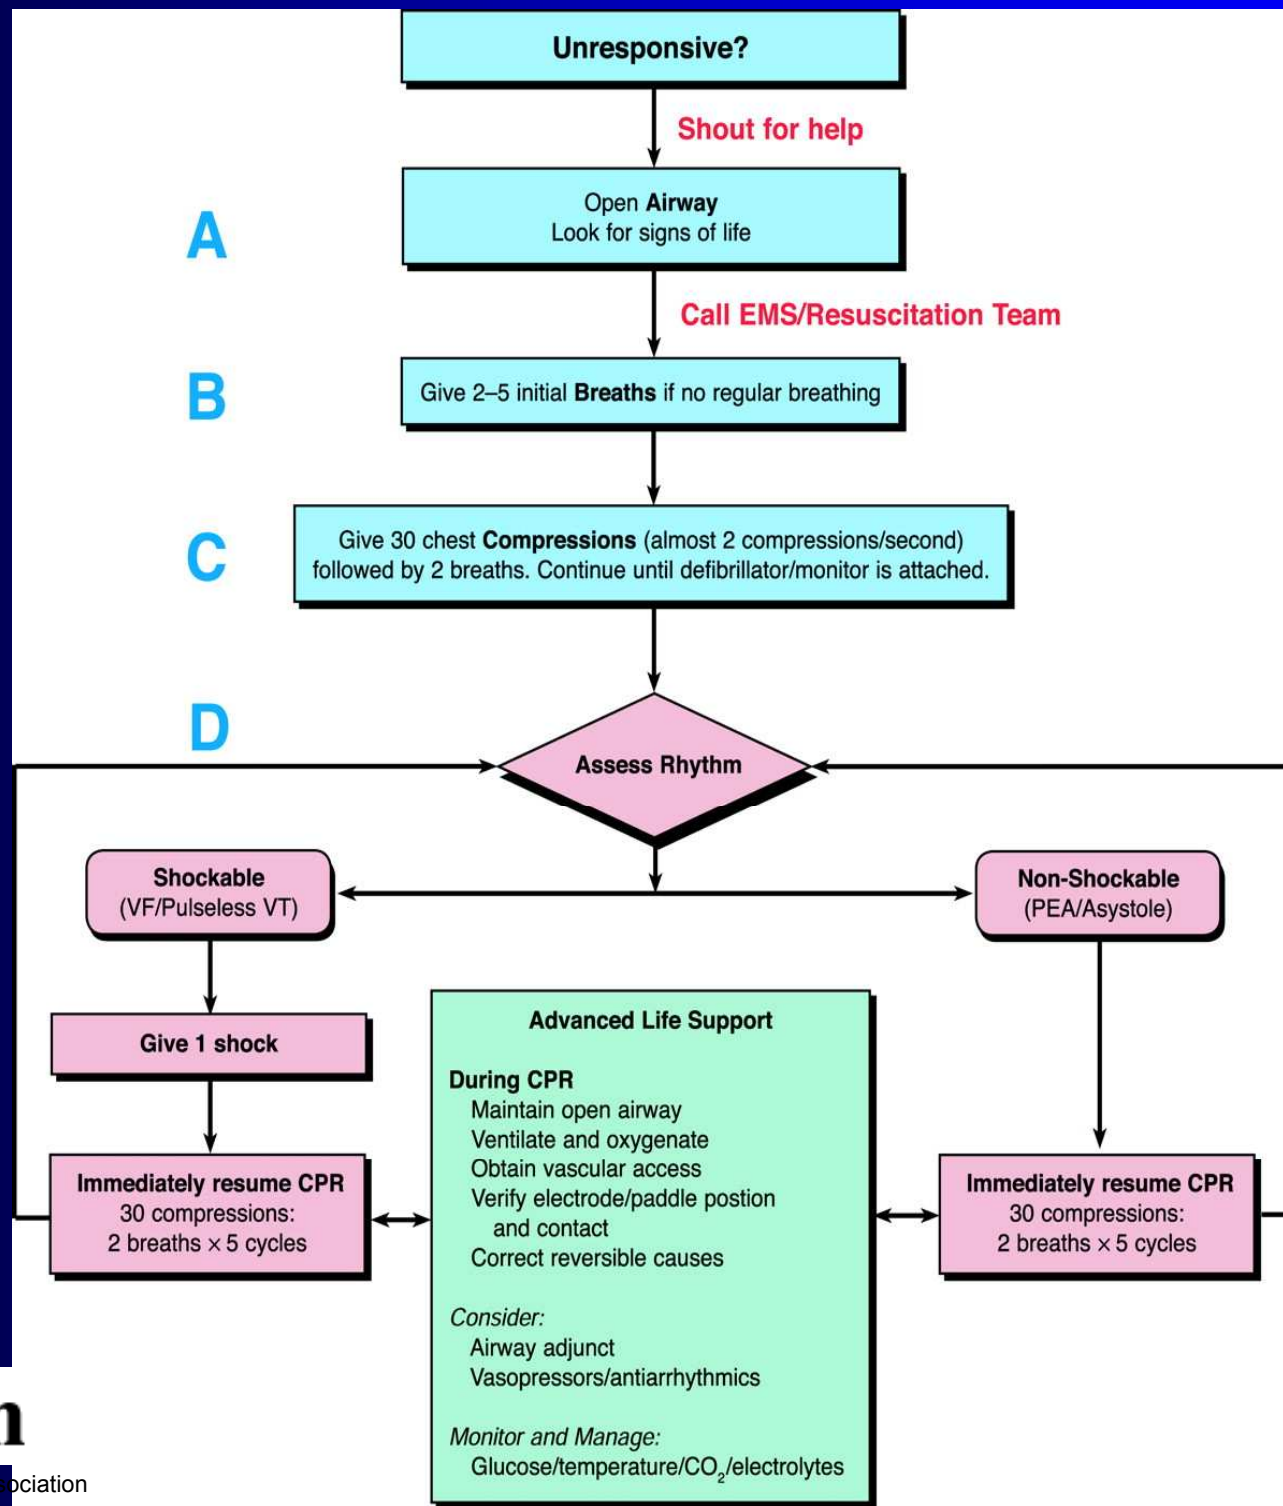 Unresponsive?
Shout for help
A
Open Airway
Look for signs of life
Call EMS/Resuscitation Team
B
Give 2–5 initial Breaths if no regular breathing
C
Give 30 chest Compressions (almost 2 compressions/second)
followed by 2 breaths. Continue until defibrillator/monitor is attached.
D
Assess Rhythm
Shockable
(VF/Pulseless VT)
Non-Shockable
(PEA/Asystole)
Give 1 shock
Immediately resume CPR
30 compressions:
2 breaths × 5 cycles
Advanced Life Support
During CPR
Maintain open airway
Ventilate and oxygenate
Obtain vascular access
Verify electrode/paddle postion
and contact
Correct reversible causes
Consider:
Airway adjunct
Vasopressors/antiarrhythmics
Monitor and Manage:
Glucose/temperature/CO₂/electrolytes
Immediately resume CPR
30 compressions:
2 breaths × 5 cycles